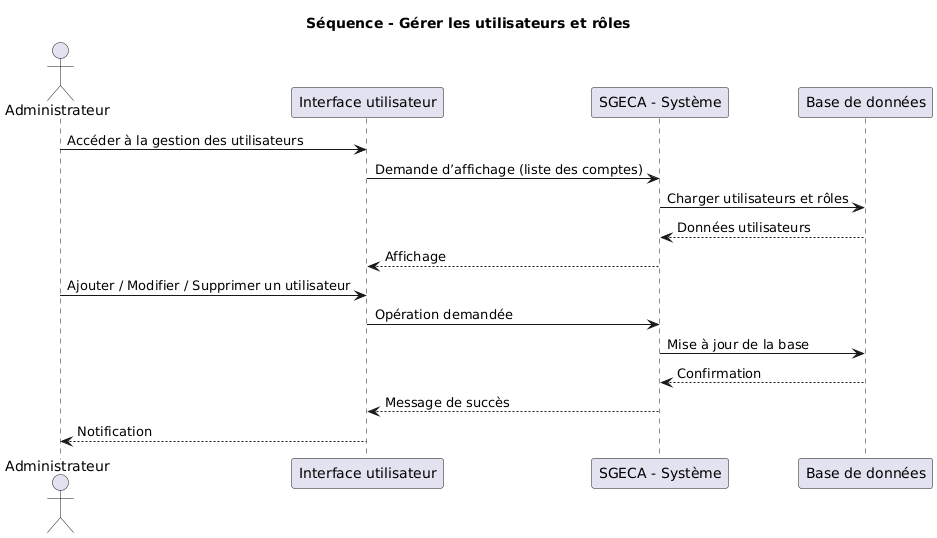 Séquence - Gérer les utilisateurs et rôles
Administrateur
Interface utilisateur
SGECA - Système
Base de données
Accéder à la gestion des utilisateurs
Demande d’affichage (liste des comptes)
Charger utilisateurs et rôles
Données utilisateurs
Affichage
Ajouter / Modifier / Supprimer un utilisateur
Opération demandée
Mise à jour de la base
Confirmation
Message de succès
Notification
Administrateur
Interface utilisateur
SGECA - Système
Base de données